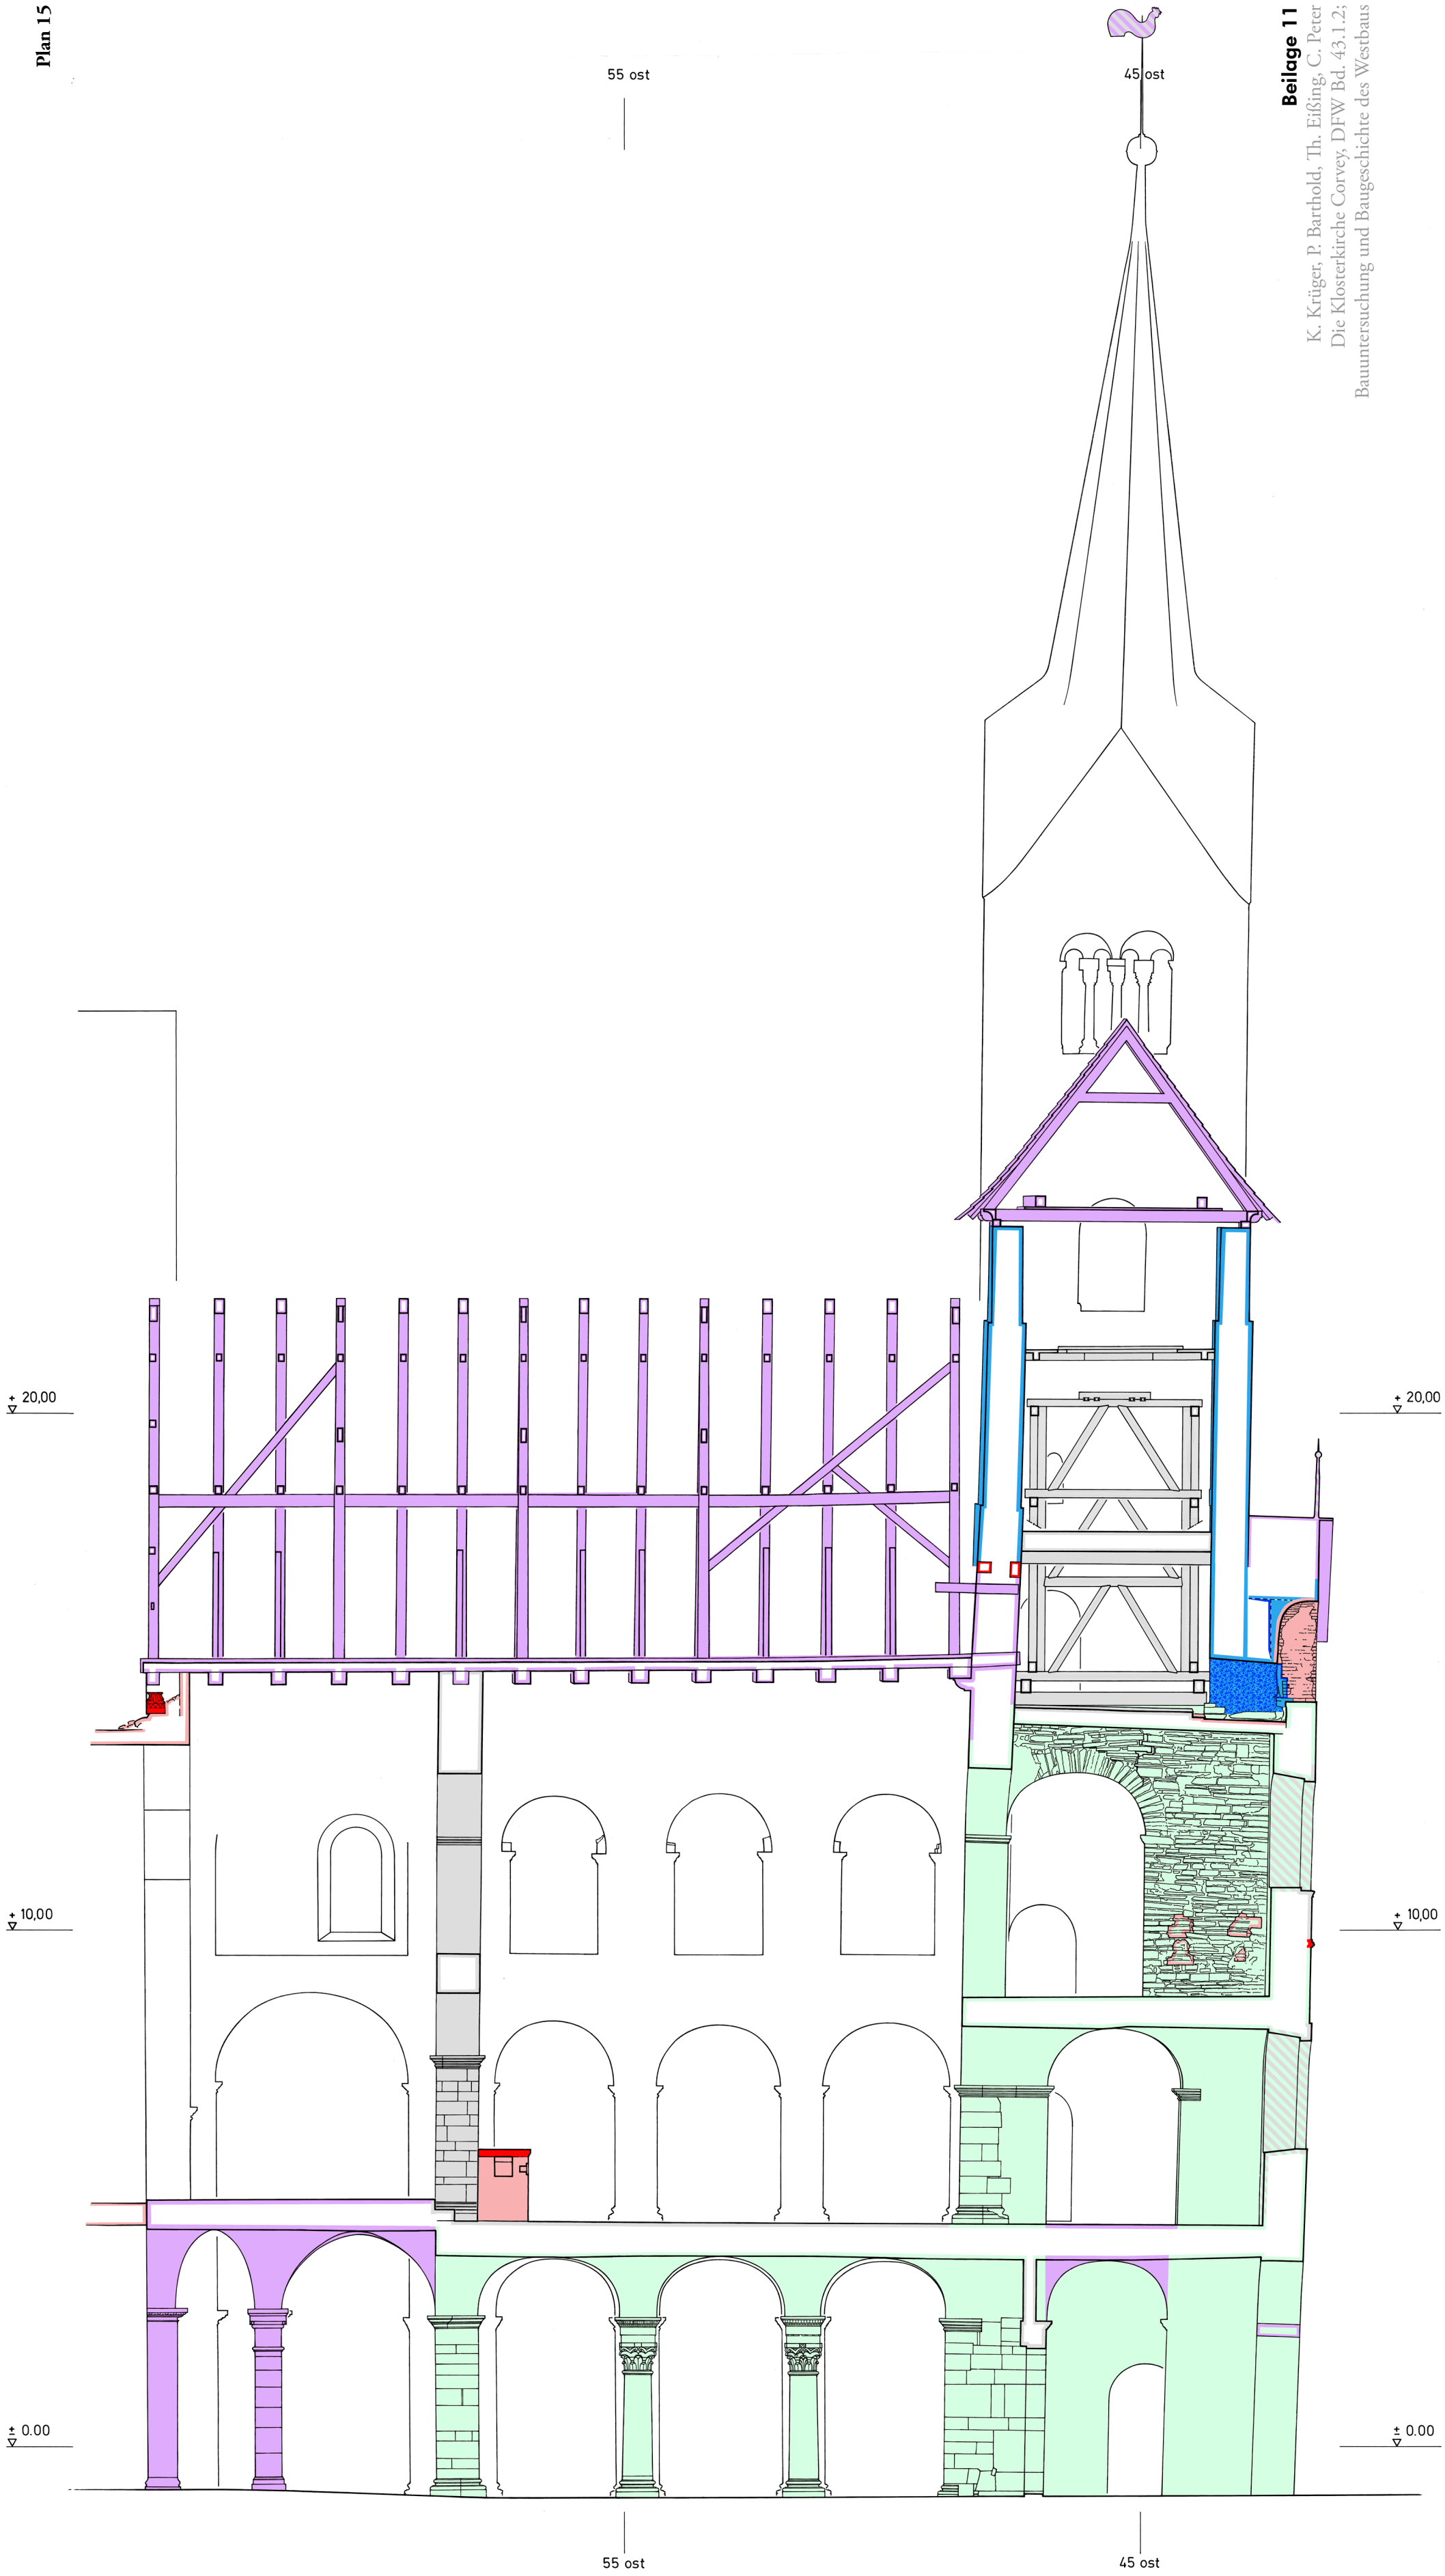 Plan 15
55 ost
45 ost
Beilage 11
K. Krüger, P. Barthold, Th. Eißing, C. Peter
Die Klosterkirche Corvey, DFW Bd. 43.1.2;
Bauuntersuchung und Baugeschichte des Westbaus
+ 20,00
+ 20,00
+ 10,00
+ 10,00
± 0.00
± 0.00
55 ost
45 ost